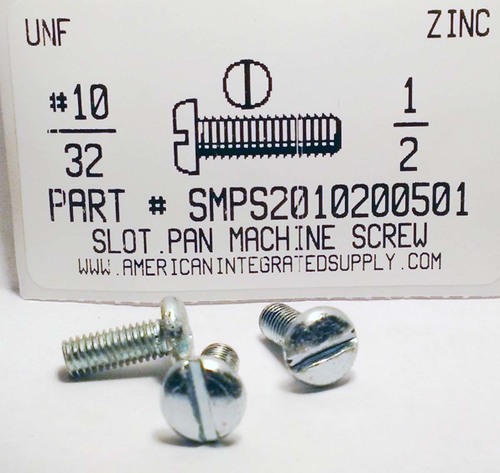 UNF ZINC
#10 1
32 2
PART # SMPS2010200501
SLOT.PAN MACHINE SCREW
WWW.AMERICANINTEGRATEDSUPPLY.COM